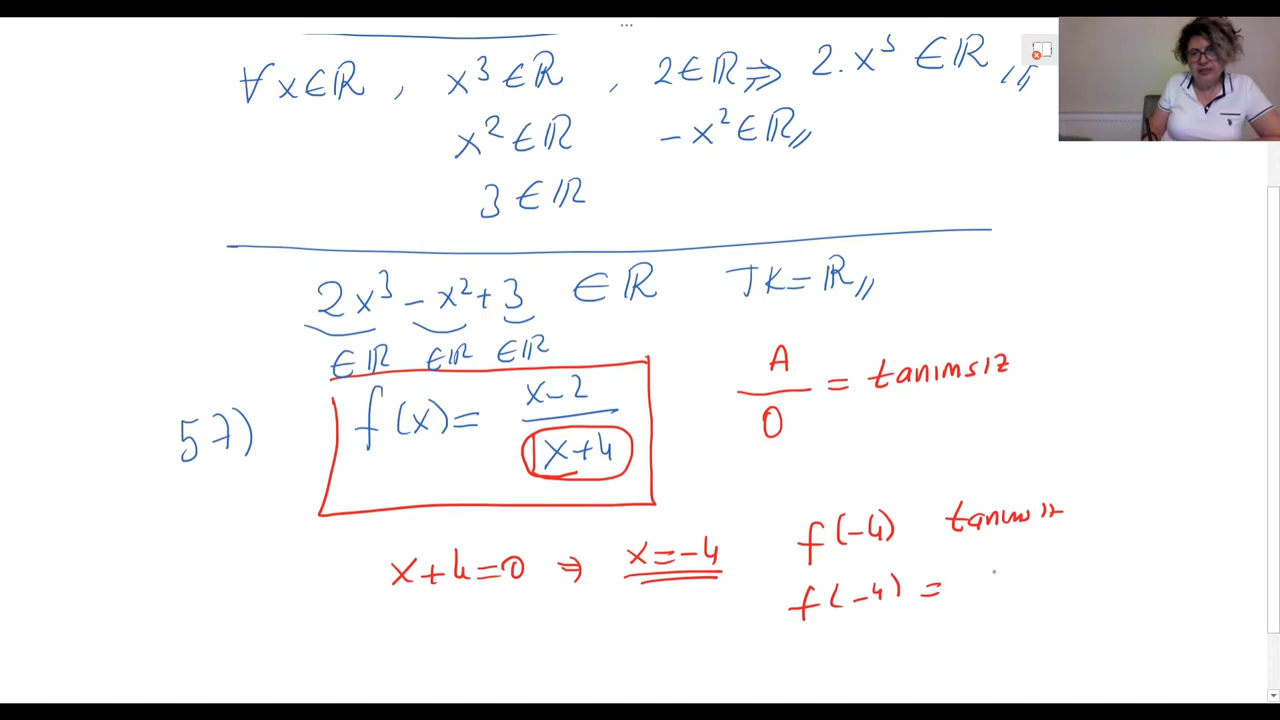 ∀x∈ℝ , x³∈ℝ , 2∈ℝ ⇒ 2.x³ ∈ℝ //
x²∈ℝ -x²∈ℝ //
3∈ℝ
2x³-x²+3 ∈ℝ TK=ℝ //
∈ℝ ∈ℝ ∈ℝ
57) f(x)= x-2 / x+4
A / 0 = tanımsız
x+4=0 ⇒ x=-4
f(-4) tanımsız
f(-4) =